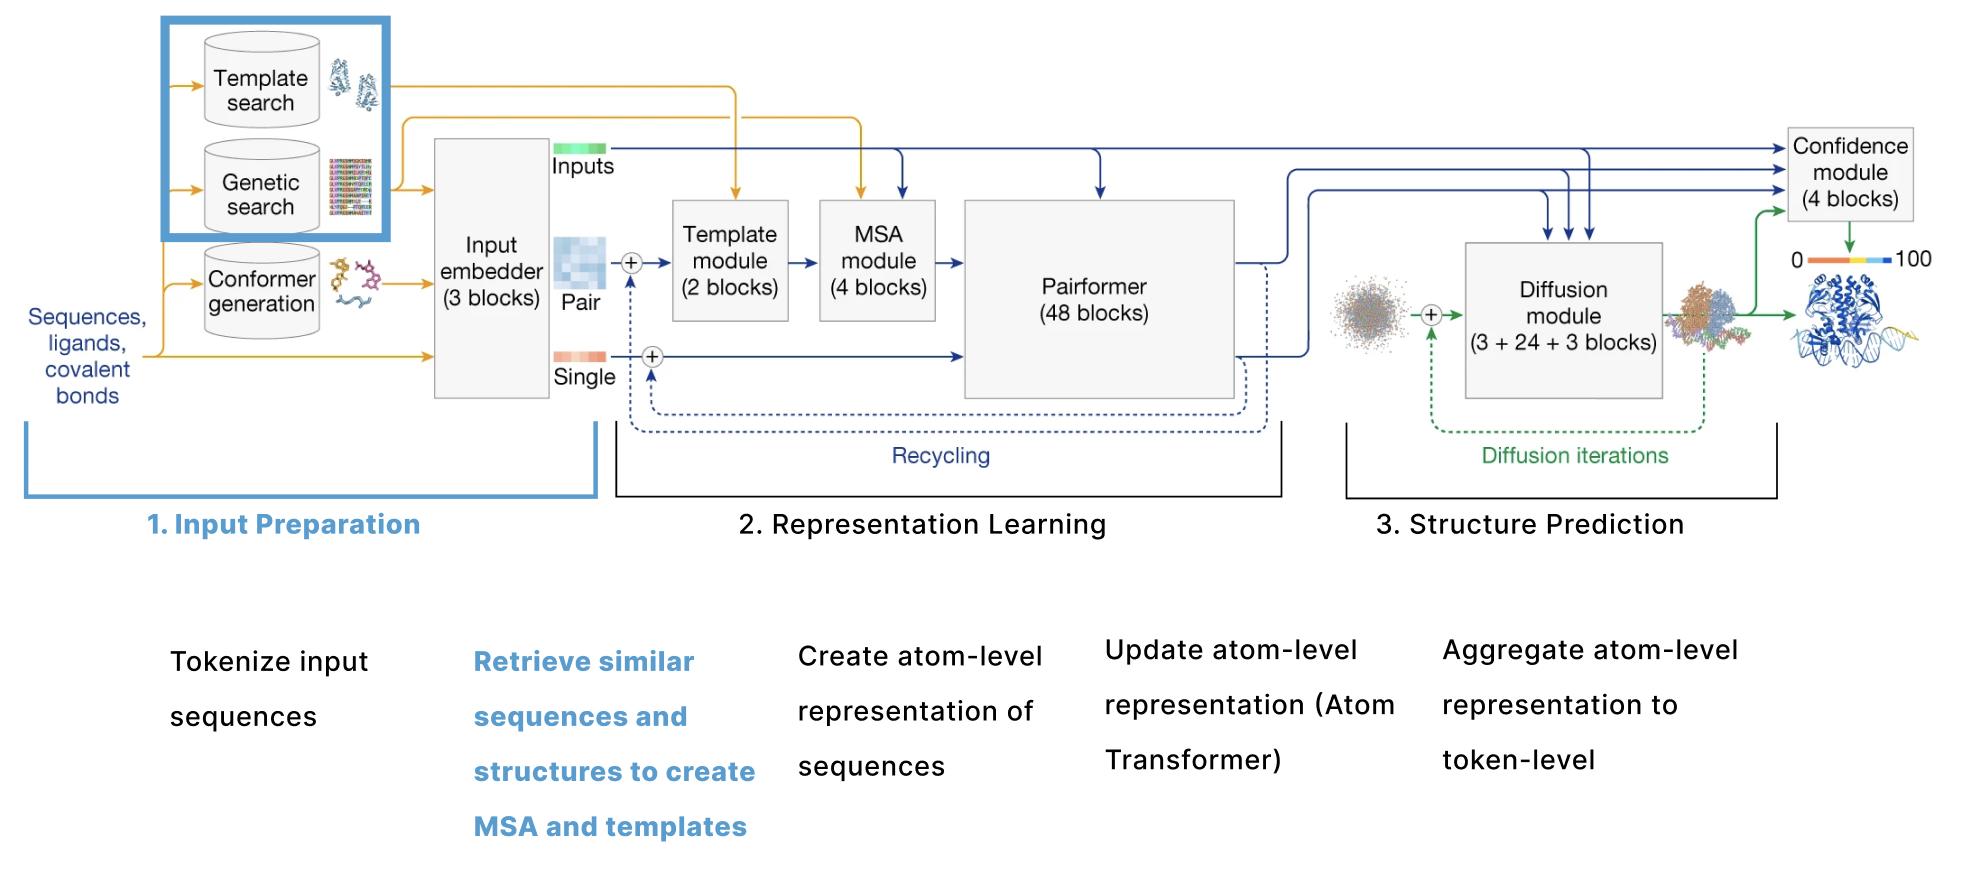 Template
search
Genetic
search
Conformer
generation
Sequences,
ligands,
covalent
bonds
Input
embedder
(3 blocks)
Inputs
Pair
Single
Template
module
(2 blocks)
MSA
module
(4 blocks)
Pairformer
(48 blocks)
Recycling
Diffusion
module
(3 + 24 + 3 blocks)
Diffusion iterations
Confidence
module
(4 blocks)
0 100
1. Input Preparation
2. Representation Learning
3. Structure Prediction
Tokenize input
sequences
Retrieve similar
sequences and
structures to create
MSA and templates
Create atom-level
representation of
sequences
Update atom-level
representation (Atom
Transformer)
Aggregate atom-level
representation to
token-level